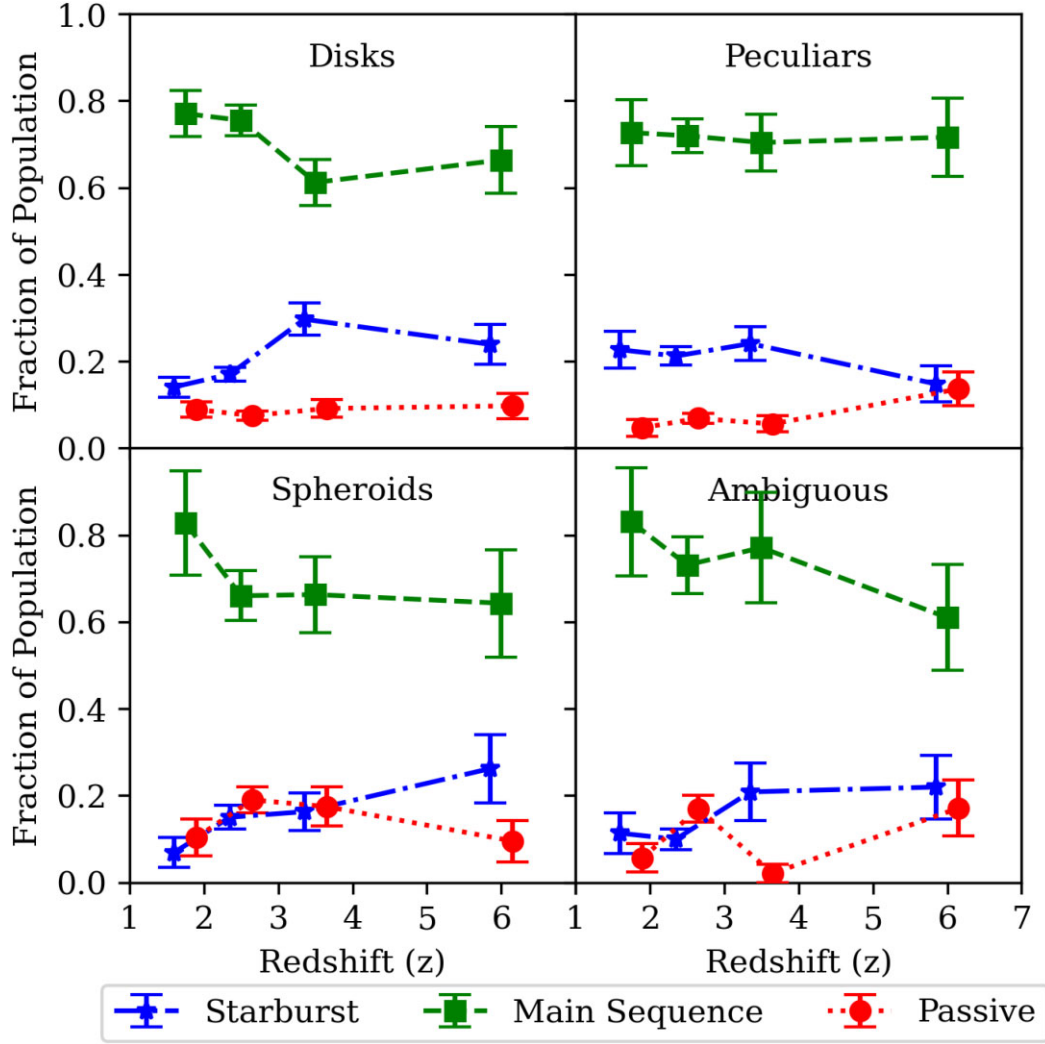 1.0
Disks
Peculiars
0.8
0.6
0.4
0.2
0.0
Fraction of Population
Spheroids
Ambiguous
0.8
0.6
0.4
0.2
0.0
Fraction of Population
1 2 3 4 5 6 1 2 3 4 5 6 7
Redshift (z) Redshift (z)
Starburst Main Sequence Passive